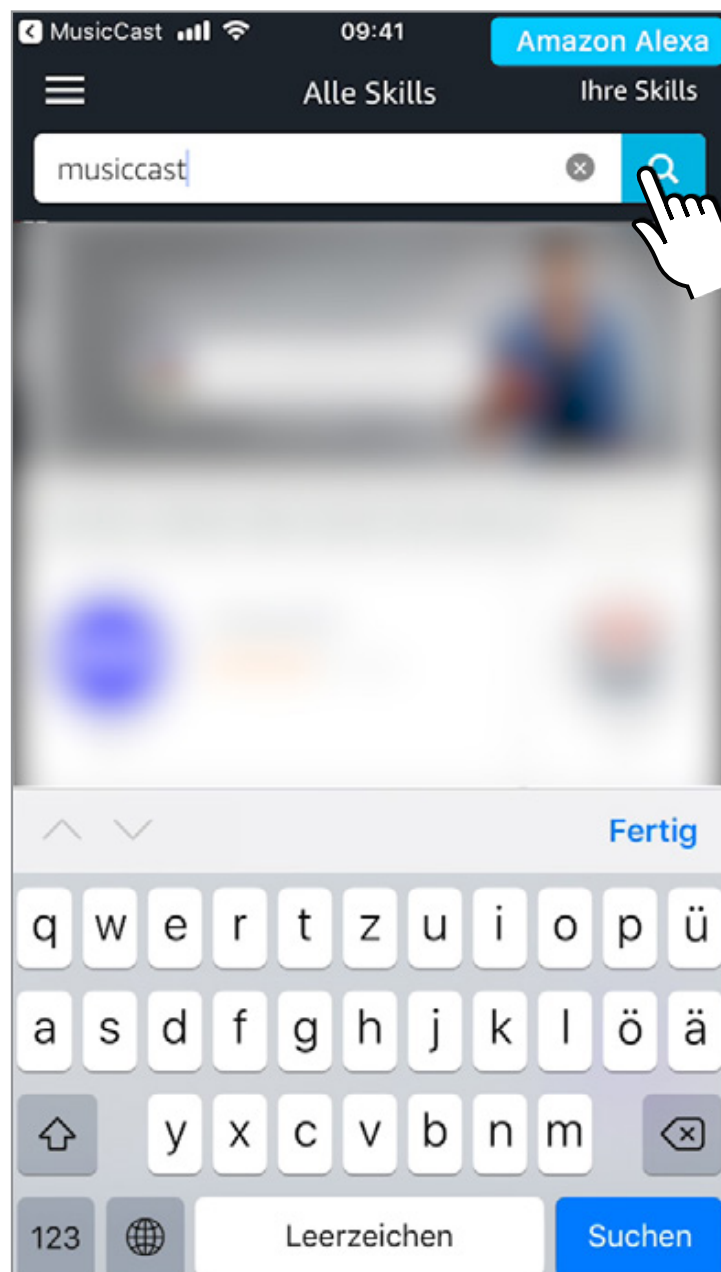 MusicCast 09:41 Amazon Alexa
Alle Skills Ihre Skills
musiccast
Fertig
q w e r t z u i o p ü
a s d f g h j k l ö ä
y x c v b n m
123 Leerzeichen Suchen